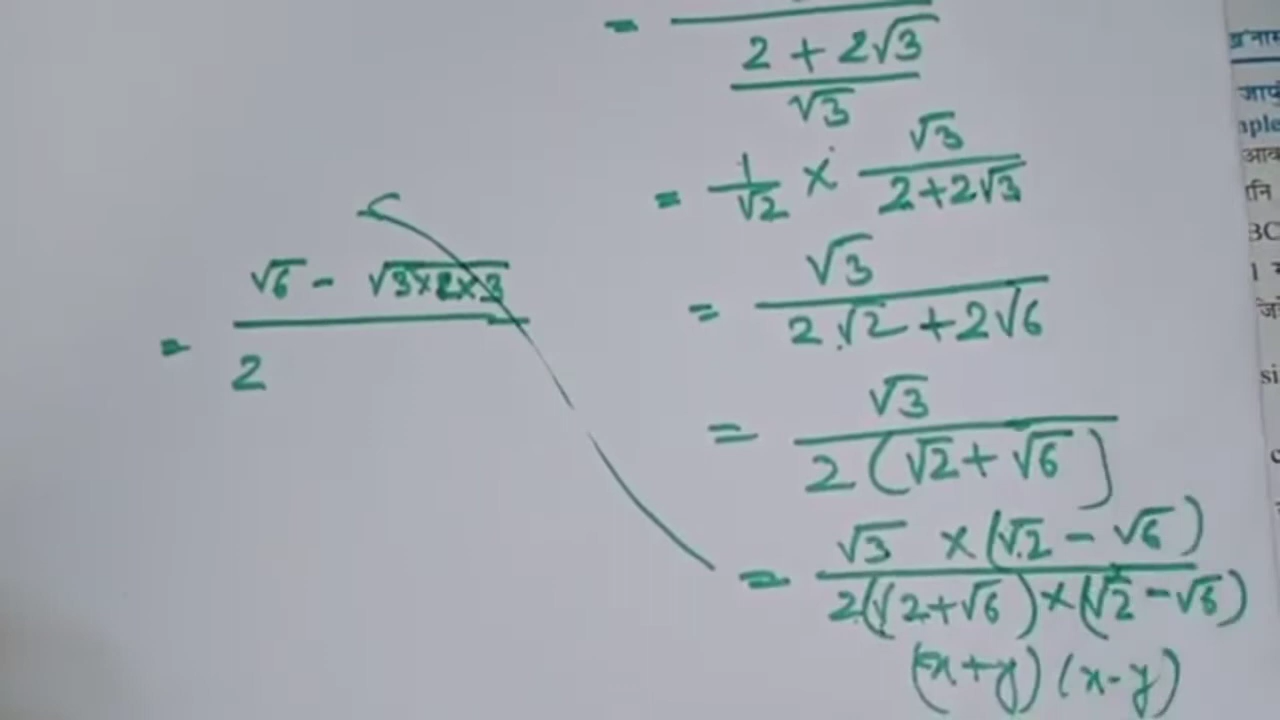 =
2 + 2√3
√3
= 1/√2 × √3/(2+2√3)
= √3/(2√2 + 2√6)
= √3/(2(√2 + √6))
= √3 × (√2 - √6)/(2(√2+√6) × (√2 - √6))
(x+y) (x-y)
= (√6 - √(3×2×3))/2
जाए
si